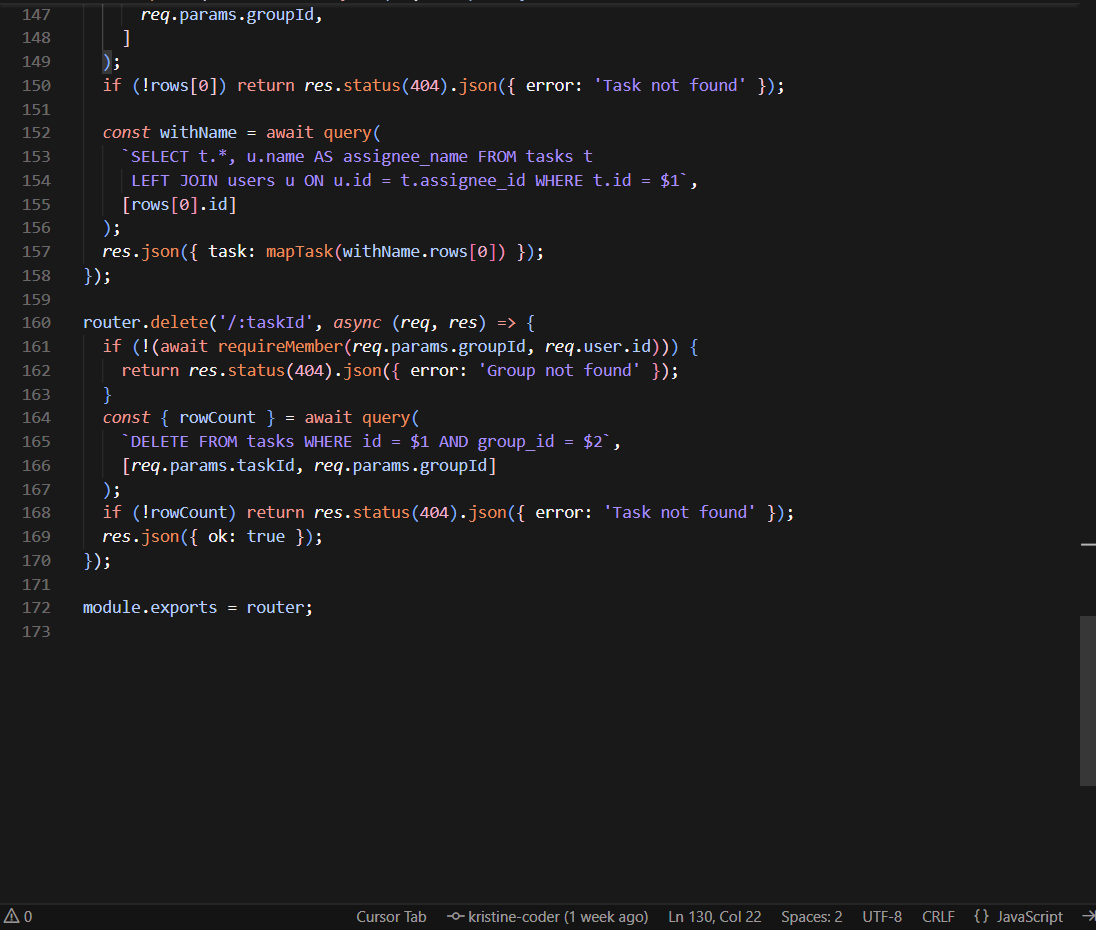 147 req.params.groupId,
148 ]
149 );
150 if (!rows[0]) return res.status(404).json({ error: 'Task not found' });
151
152 const withName = await query(
153 `SELECT t.*, u.name AS assignee_name FROM tasks t
154 LEFT JOIN users u ON u.id = t.assignee_id WHERE t.id = $1`,
155 [rows[0].id]
156 );
157 res.json({ task: mapTask(withName.rows[0]) });
158 });
159
160 router.delete('/:taskId', async (req, res) => {
161 if (!(await requireMember(req.params.groupId, req.user.id))) {
162 return res.status(404).json({ error: 'Group not found' });
163 }
164 const { rowCount } = await query(
165 `DELETE FROM tasks WHERE id = $1 AND group_id = $2`,
166 [req.params.taskId, req.params.groupId]
167 );
168 if (!rowCount) return res.status(404).json({ error: 'Task not found' });
169 res.json({ ok: true });
170 });
171
172 module.exports = router;
173
0 Cursor Tab kristine-coder (1 week ago) Ln 130, Col 22 Spaces: 2 UTF-8 CRLF {} JavaScript